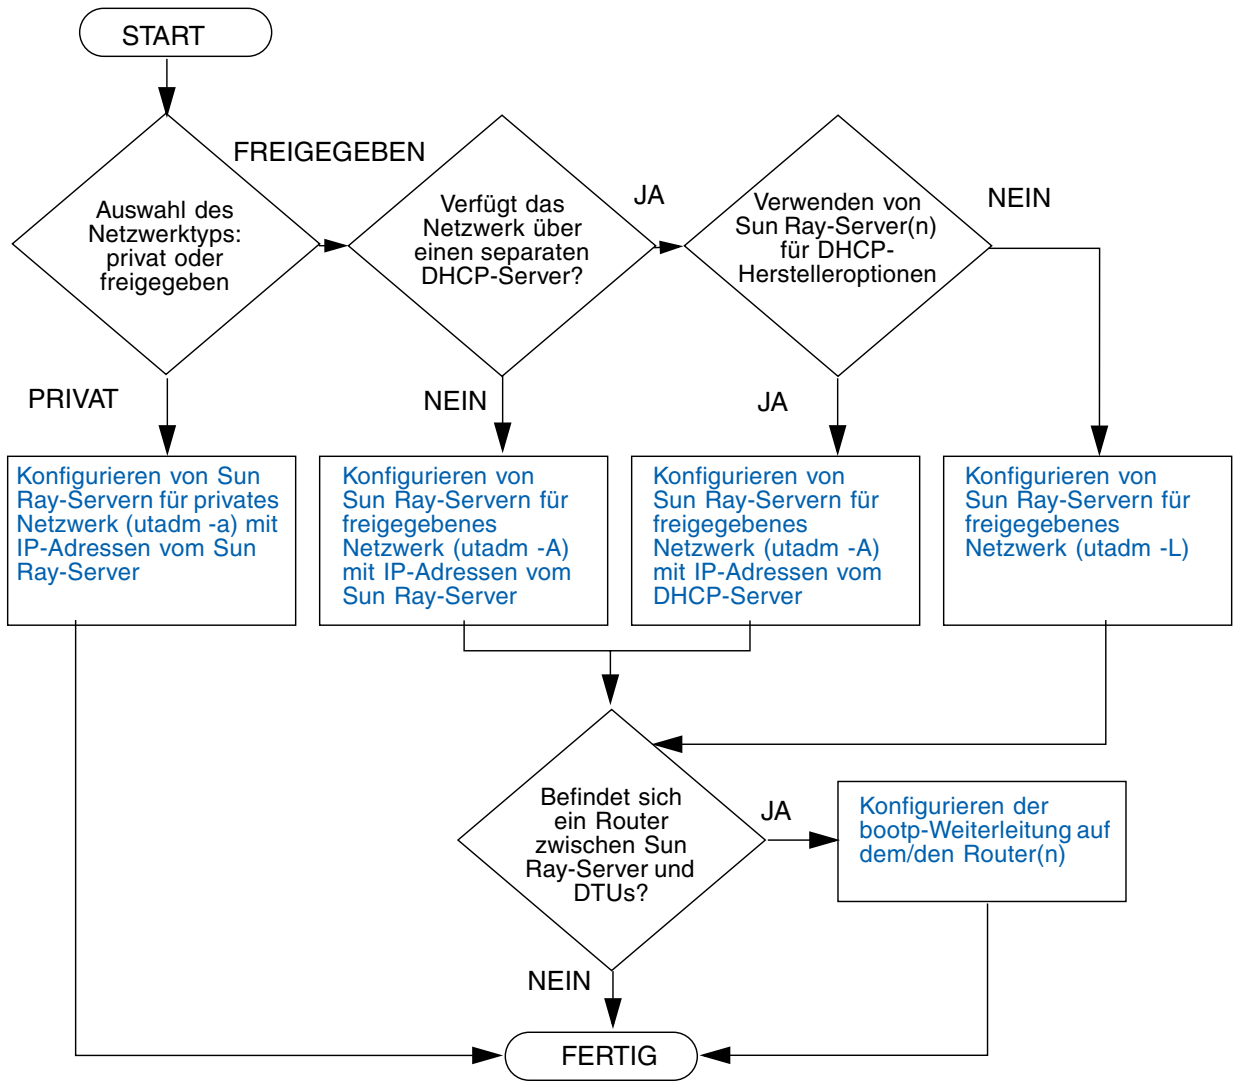 START
FREIGEGEBEN
Auswahl des
Netzwerktyps:
privat oder
freigegeben
Verfügt das
Netzwerk über
einen separaten
DHCP-Server?
JA
Verwenden von
Sun Ray-Server(n)
für DHCP-
Herstelleroptionen
NEIN
PRIVAT
NEIN
JA
Konfigurieren von Sun
Ray-Servern für privates
Netzwerk (utadm -a) mit
IP-Adressen vom Sun
Ray-Server
Konfigurieren von
Sun Ray-Servern für
freigegebenes
Netzwerk (utadm -A)
mit IP-Adressen vom
Sun Ray-Server
Konfigurieren von
Sun Ray-Servern für
freigegebenes
Netzwerk (utadm -A)
mit IP-Adressen vom
DHCP-Server
Konfigurieren von
Sun Ray-Servern für
freigegebenes
Netzwerk (utadm -L)
Befindet sich
ein Router
zwischen Sun
Ray-Server und
DTUs?
JA
Konfigurieren der
bootp-Weiterleitung auf
dem/den Router(n)
NEIN
FERTIG